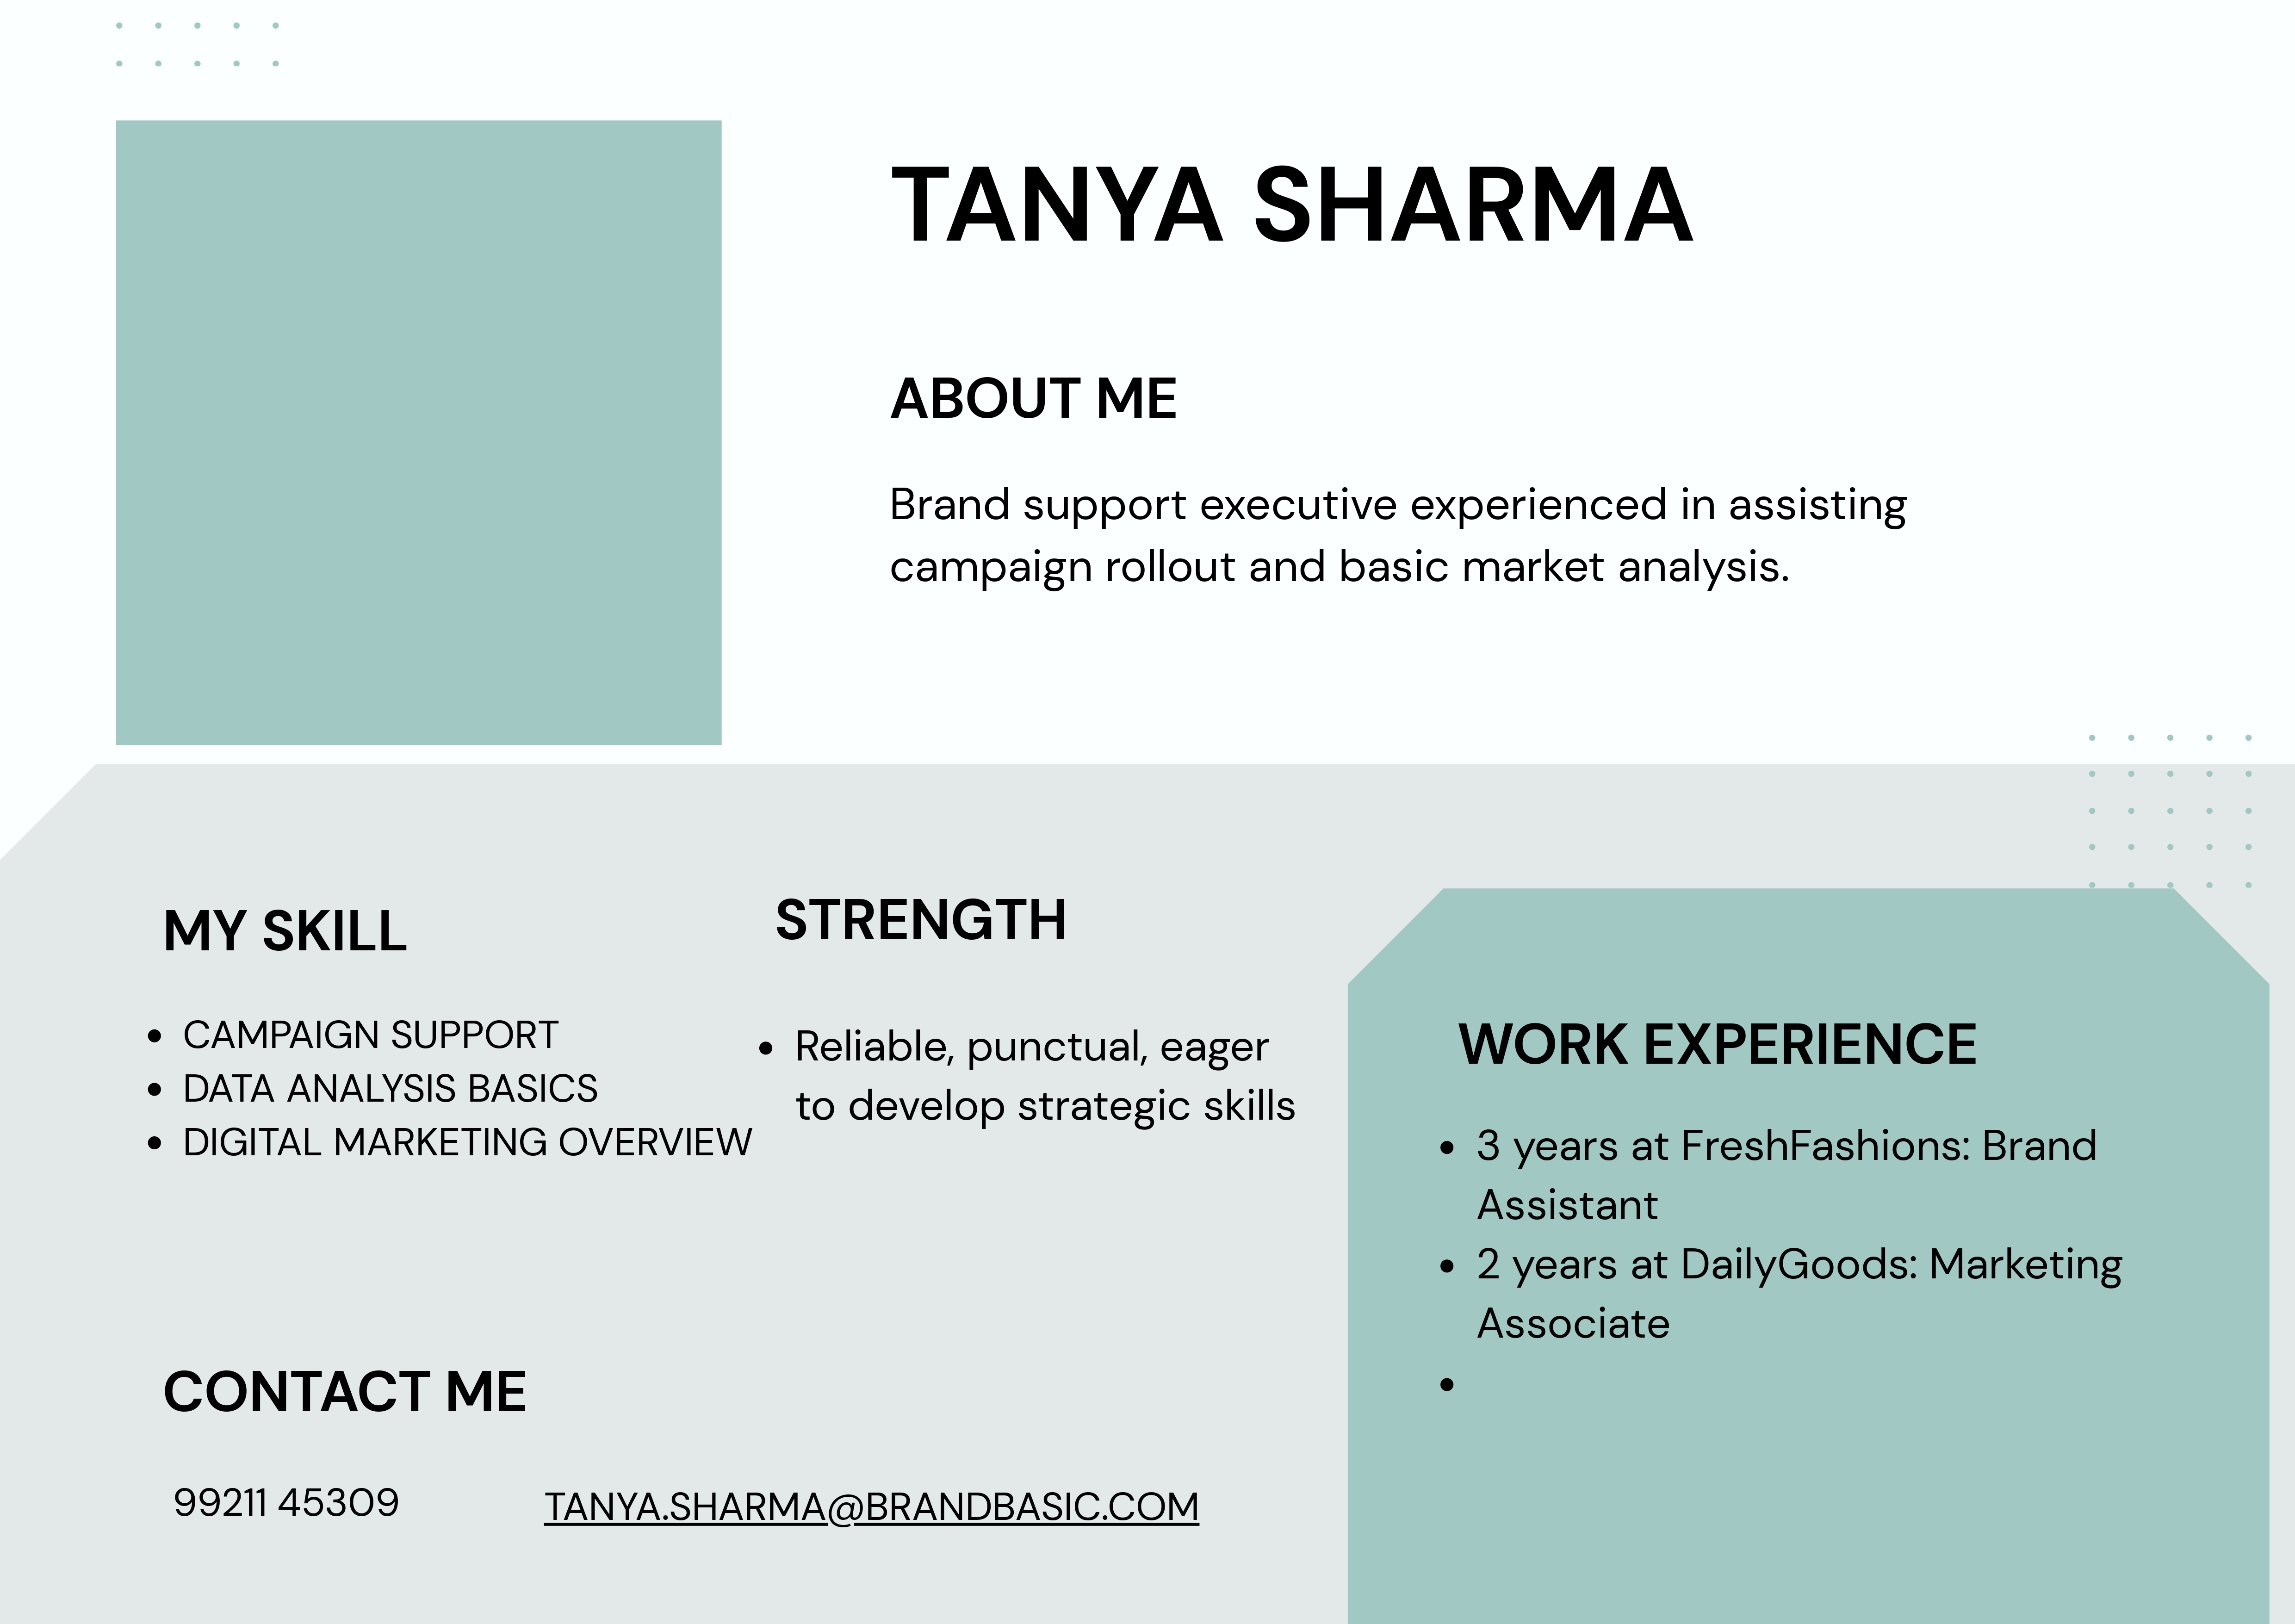 TANYA SHARMA
ABOUT ME
Brand support executive experienced in assisting
campaign rollout and basic market analysis.
MY SKILL
• CAMPAIGN SUPPORT
• DATA ANALYSIS BASICS
• DIGITAL MARKETING OVERVIEW
STRENGTH
• Reliable, punctual, eager
to develop strategic skills
WORK EXPERIENCE
• 3 years at FreshFashions: Brand
Assistant
• 2 years at DailyGoods: Marketing
Associate
•
CONTACT ME
99211 45309
TANYA.SHARMA@BRANDBASIC.COM